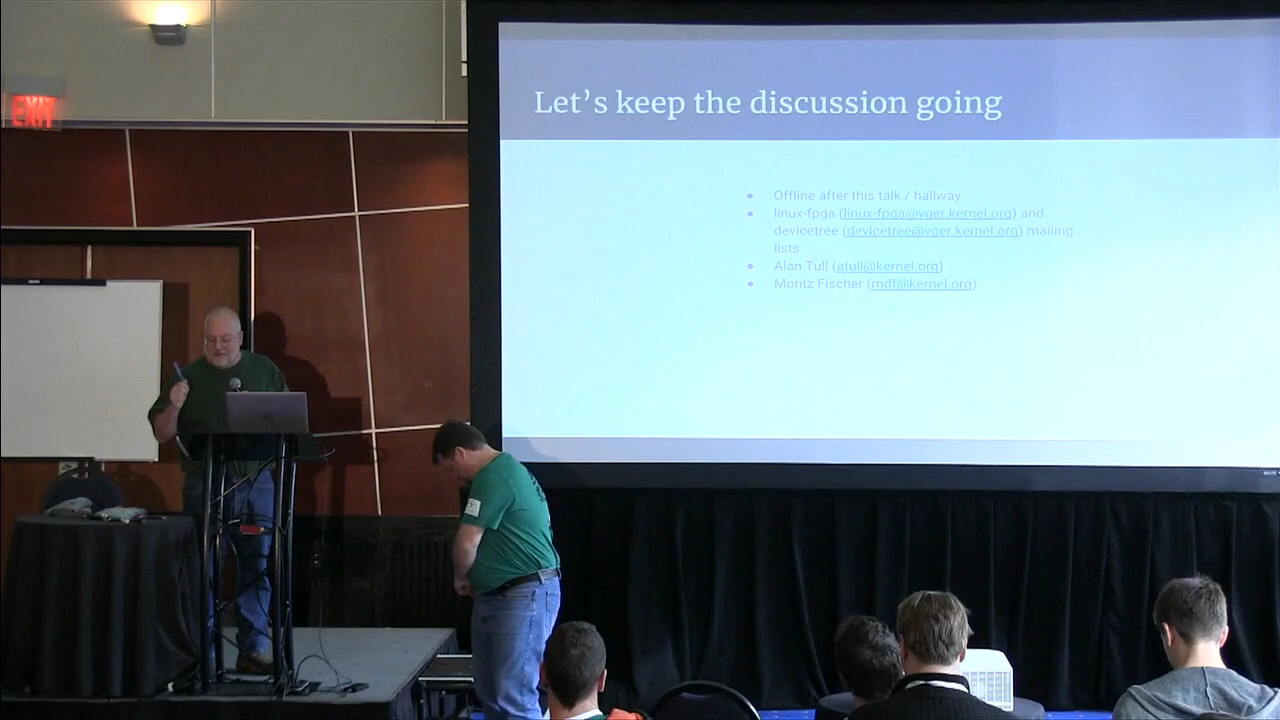 EXIT
Let's keep the discussion going
● Offline after this talk / hallway
● linux-fpga (linux-fpga@vger.kernel.org) and
devicetree (devicetree@vger.kernel.org) mailing
lists
● Alan Tull (atull@kernel.org)
● Moritz Fischer (mdf@kernel.org)